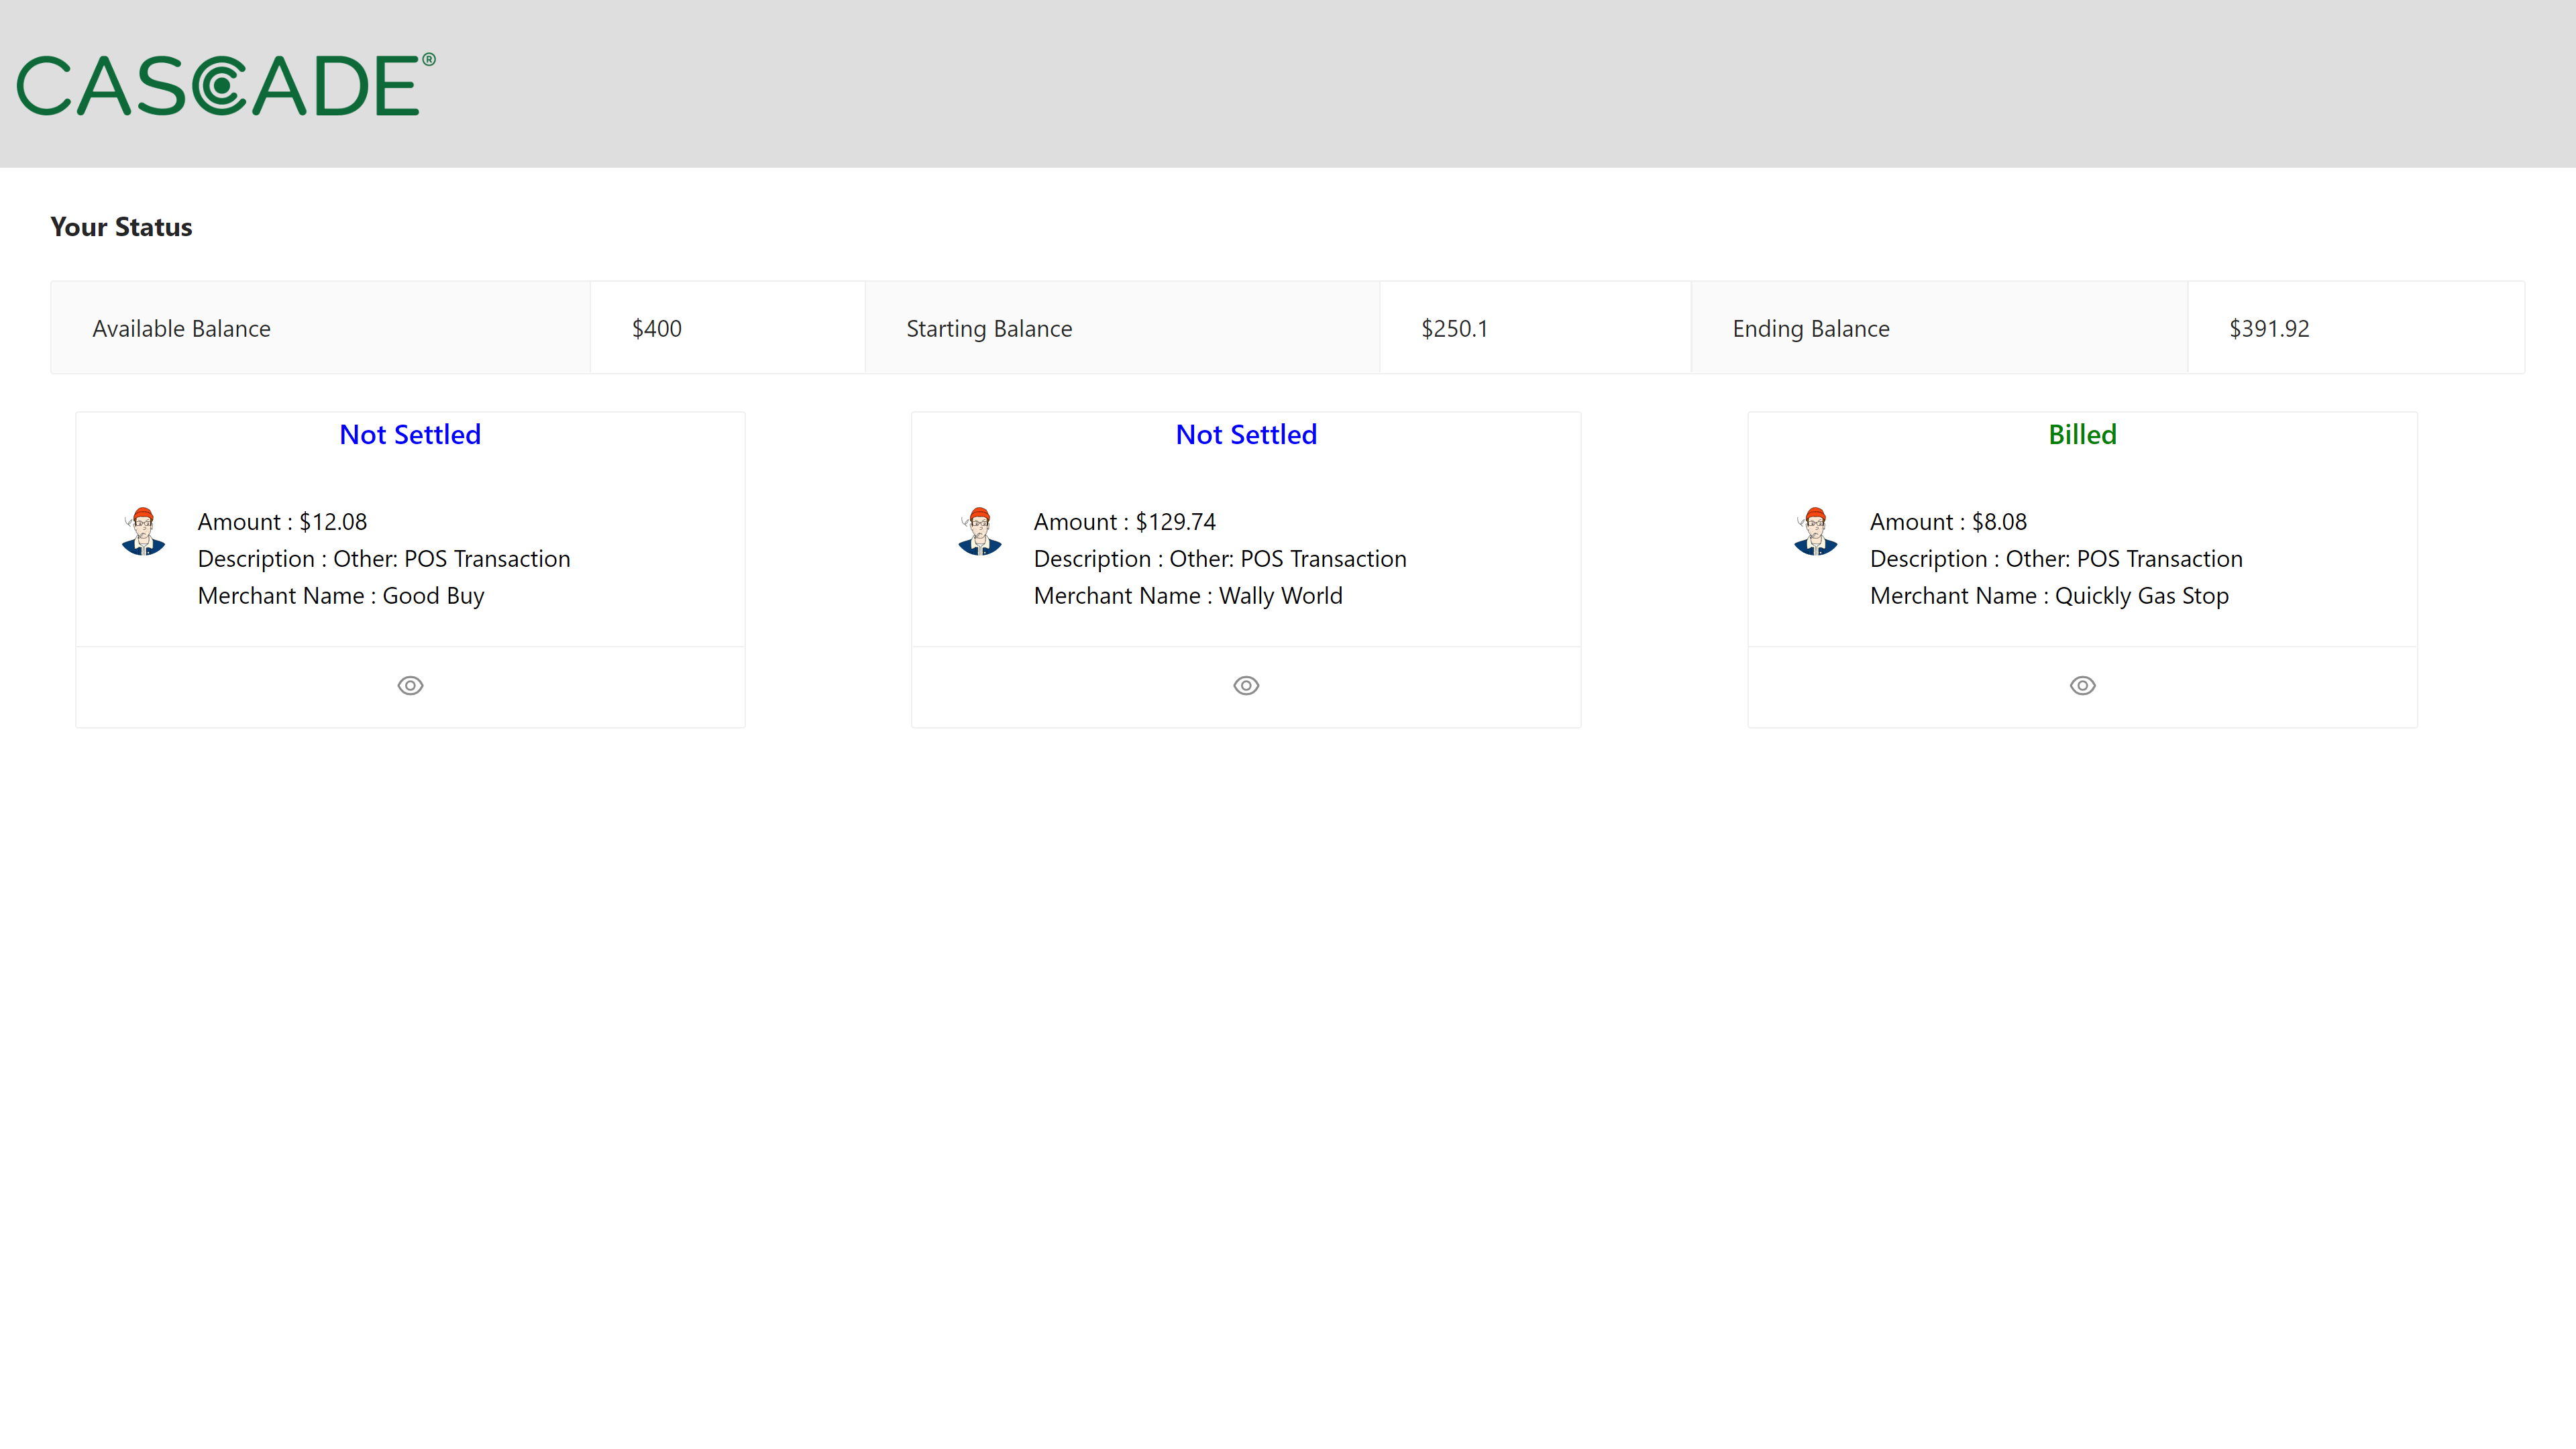 CASCADE®
Your Status
Available Balance $400 Starting Balance $250.1 Ending Balance $391.92
Not Settled
Amount : $12.08
Description : Other: POS Transaction
Merchant Name : Good Buy
Not Settled
Amount : $129.74
Description : Other: POS Transaction
Merchant Name : Wally World
Billed
Amount : $8.08
Description : Other: POS Transaction
Merchant Name : Quickly Gas Stop